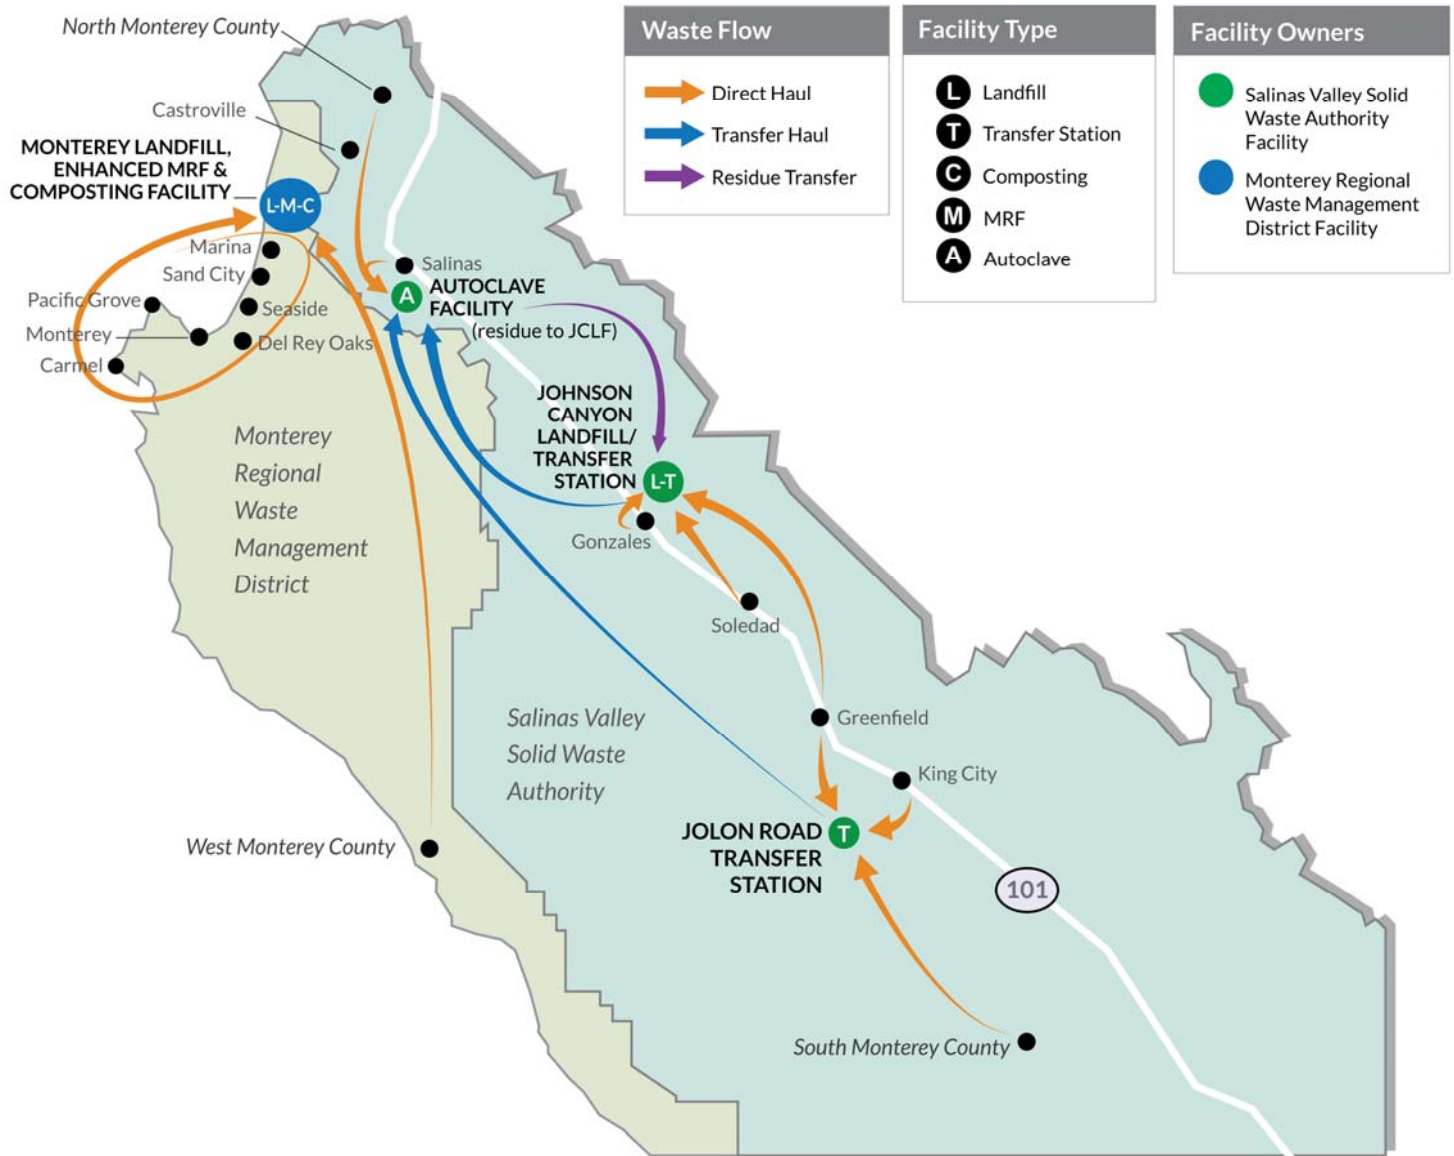 North Monterey County
Castroville
MONTEREY LANDFILL,
ENHANCED MRF &
COMPOSTING FACILITY
L-M-C
Marina
Sand City
Pacific Grove
Seaside
Monterey
Del Rey Oaks
Carmel
Salinas
A
AUTOCLAVE
FACILITY
(residue to JCLF)
JOHNSON
CANYON
LANDFILL/
TRANSFER
STATION
L-T
Gonzales
Soledad
Monterey
Regional
Waste
Management
District
Salinas Valley
Solid Waste
Authority
Greenfield
King City
T
JOLON ROAD
TRANSFER
STATION
West Monterey County
101
South Monterey County
Waste Flow
Direct Haul
Transfer Haul
Residue Transfer
Facility Type
L Landfill
T Transfer Station
C Composting
M MRF
A Autoclave
Facility Owners
Salinas Valley Solid
Waste Authority
Facility
Monterey Regional
Waste Management
District Facility